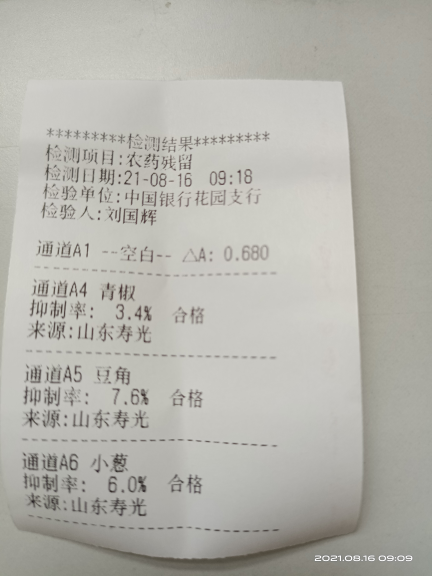 *********检测结果*********
检测项目:农药残留
检测日期:21-08-16 09:18
检验单位:中国银行花园支行
检验人:刘国辉
通道A1 --空白-- △A: 0.680
通道A4 青椒
抑制率: 3.4% 合格
来源:山东寿光
通道A5 豆角
抑制率: 7.6% 合格
来源:山东寿光
通道A6 小葱
抑制率: 6.0% 合格
来源:山东寿光
2021.08.16 09:09